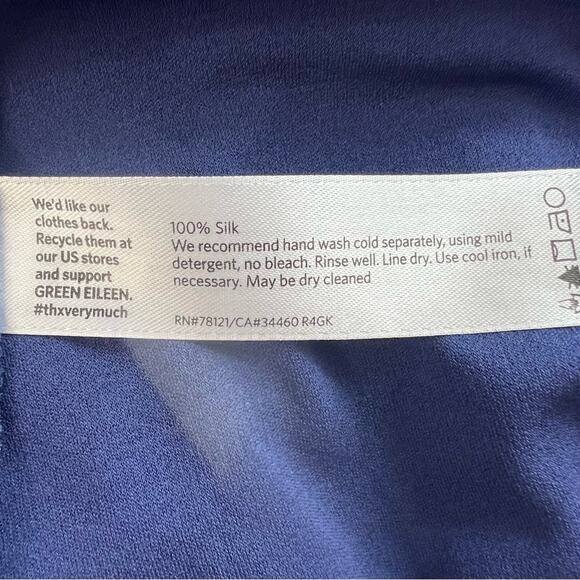 We'd like our
clothes back.
Recycle them at
our US stores
and support
GREEN EILEEN.
#thxverymuch
100% Silk
We recommend hand wash cold separately, using mild
detergent, no bleach. Rinse well. Line dry. Use cool iron, if
necessary. May be dry cleaned
RN#78121/CA#34460 R4GK